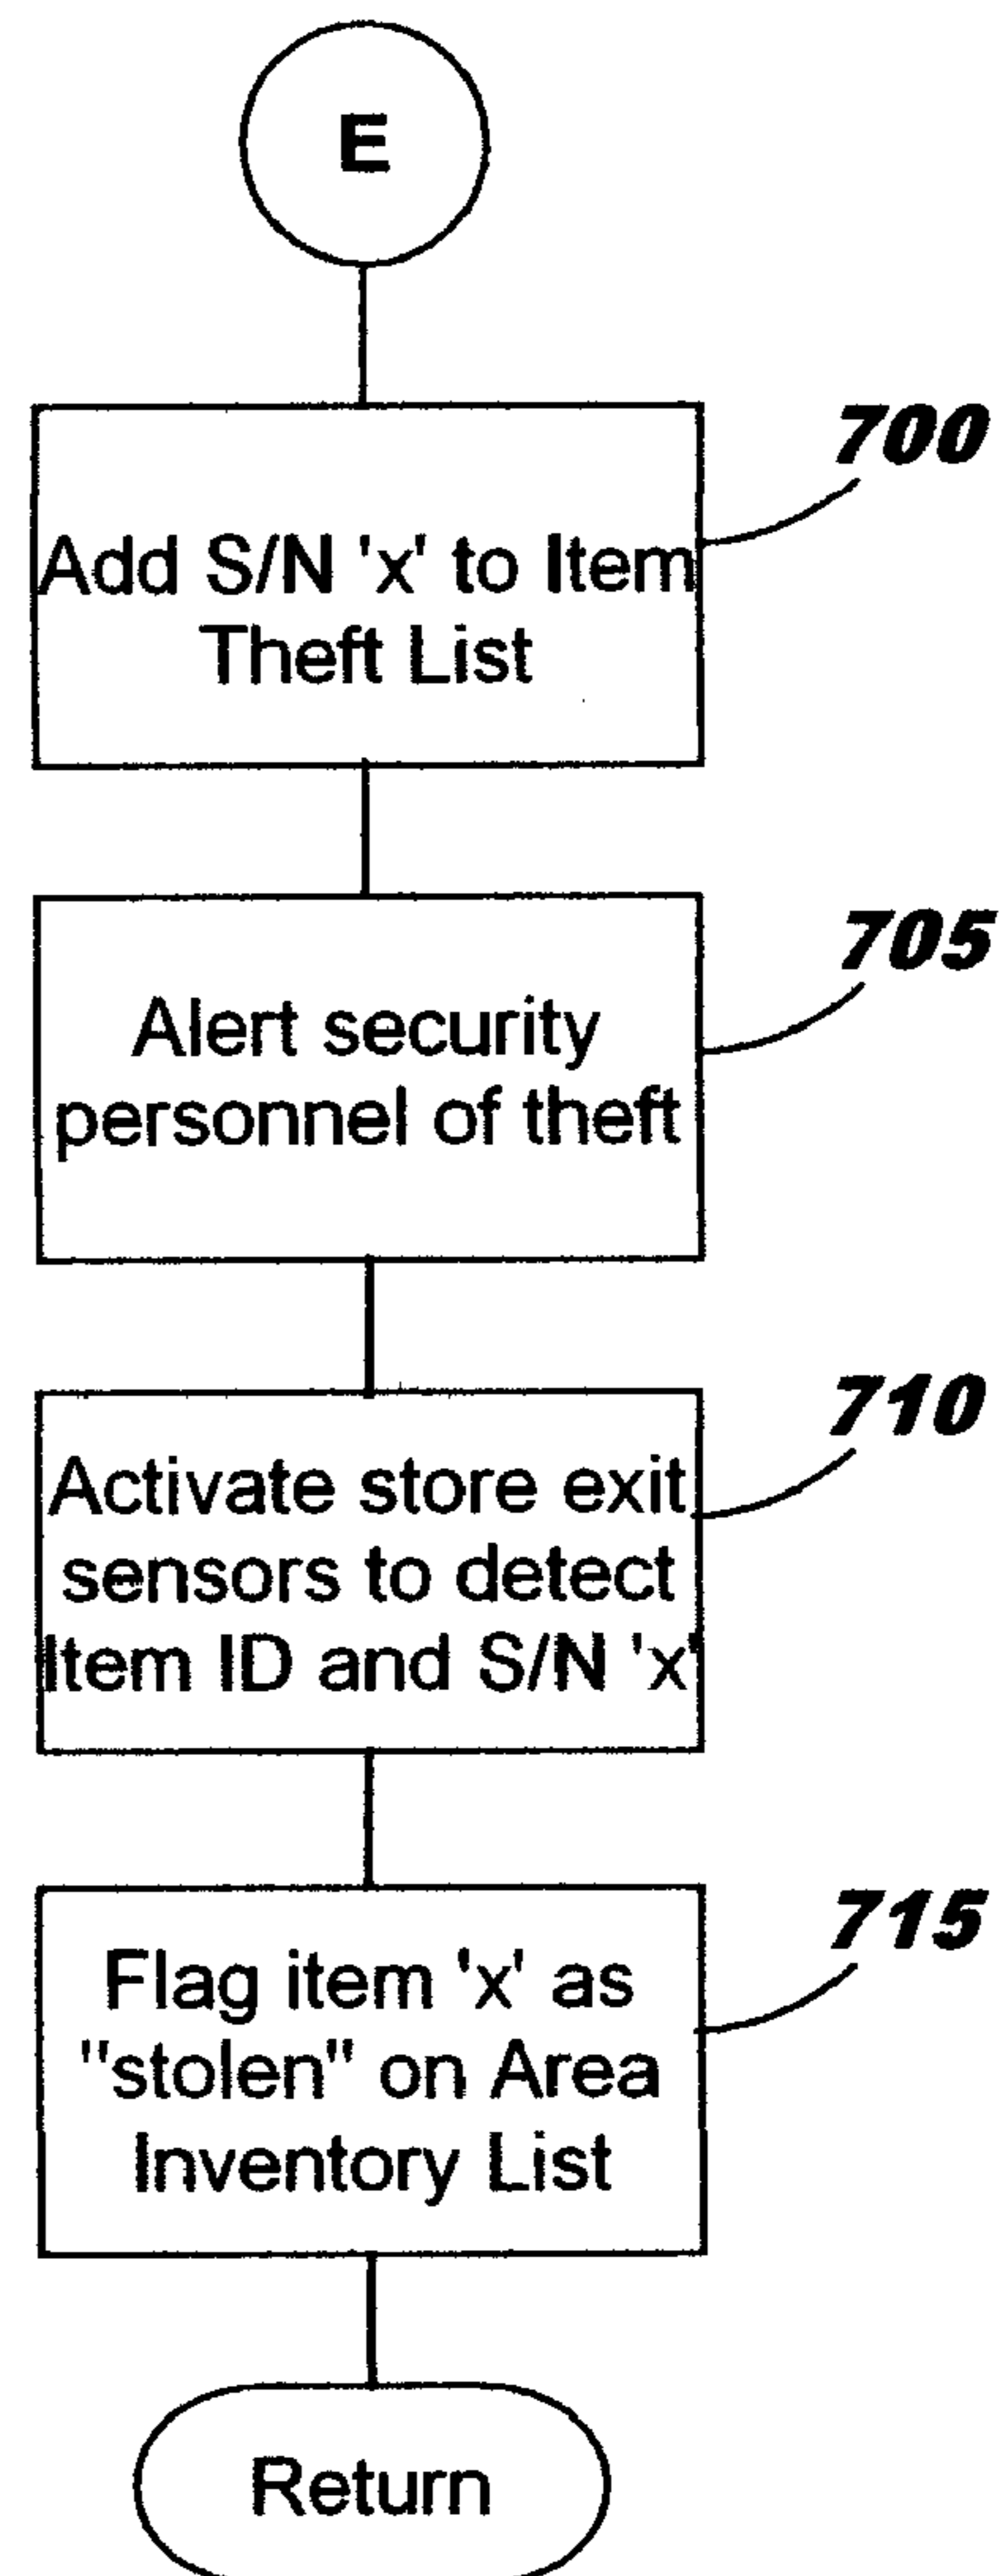 E
700
Add S/N 'x' to Item
Theft List
705
Alert security
personnel of theft
710
Activate store exit
sensors to detect
Item ID and S/N 'x'
715
Flag item 'x' as
"stolen" on Area
Inventory List
Return